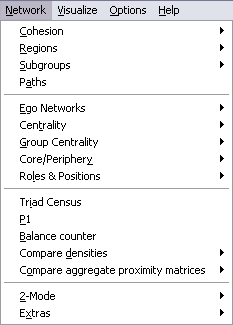 Network Visualize Options Help
Cohesion
Regions
Subgroups
Paths
Ego Networks
Centrality
Group Centrality
Core/Periphery
Roles & Positions
Triad Census
P1
Balance counter
Compare densities
Compare aggregate proximity matrices
2-Mode
Extras